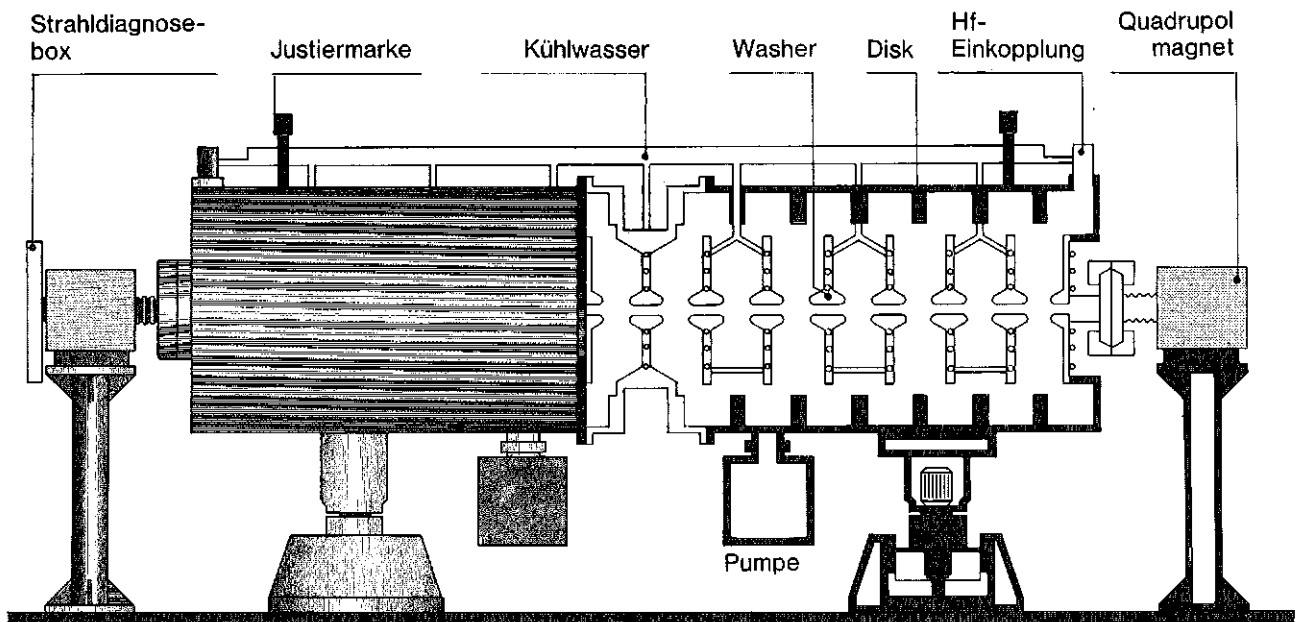 Strahldiagnose-
box
Justiermarke
Kühlwasser
Washer
Disk
Hf-
Einkopplung
Quadrupol
magnet
Pumpe